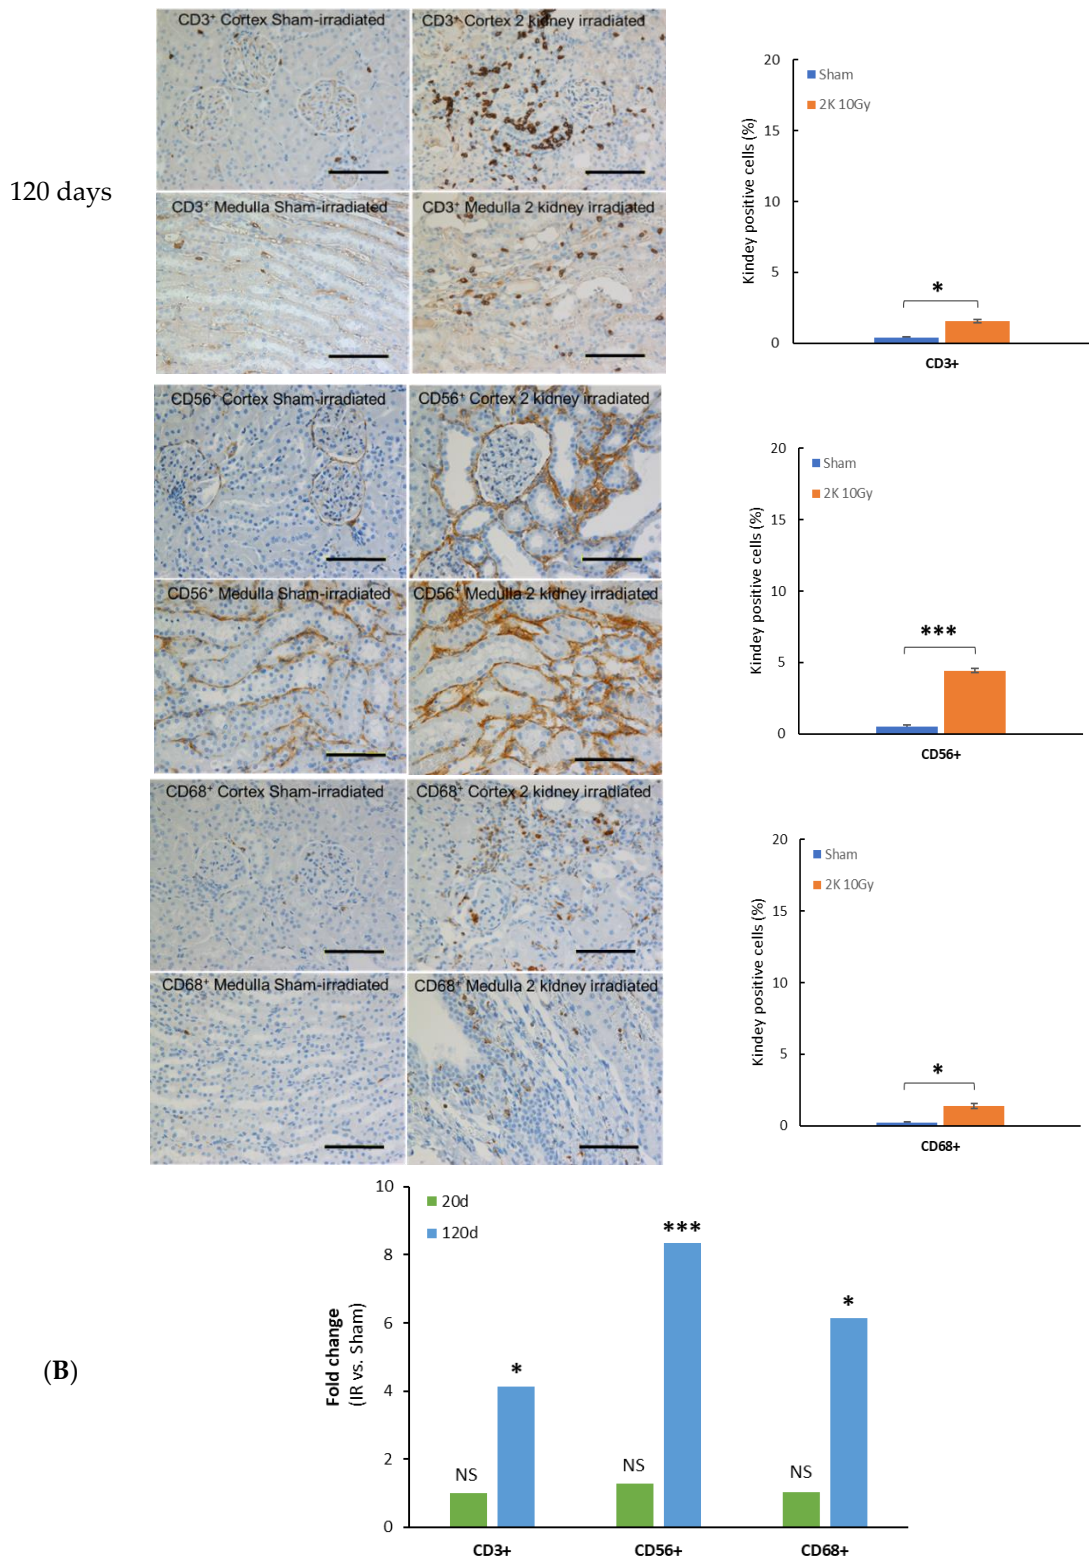 CD3⁺ Cortex Sham-irradiated
CD3⁺ Cortex 2 kidney irradiated
120 days
CD3⁺ Medulla Sham-irradiated
CD3⁺ Medulla 2 kidney irradiated
20
15
10
5
0
Kindey positive cells (%)
Sham
2K 10Gy
*
CD3+
CD56⁺ Cortex Sham-irradiated
CD56⁺ Cortex 2 kidney irradiated
CD56⁺ Medulla Sham-irradiated
CD56⁺ Medulla 2 kidney irradiated
20
15
10
5
0
Kindey positive cells (%)
Sham
2K 10Gy
***
CD56+
CD68⁺ Cortex Sham-irradiated
CD68⁺ Cortex 2 kidney irradiated
CD68⁺ Medulla Sham-irradiated
CD68⁺ Medulla 2 kidney irradiated
20
15
10
5
0
Kindey positive cells (%)
Sham
2K 10Gy
*
CD68+
(B)
10
8
6
4
2
0
Fold change
(IR vs. Sham)
20d
120d
NS
*
NS
***
NS
*
CD3+
CD56+
CD68+